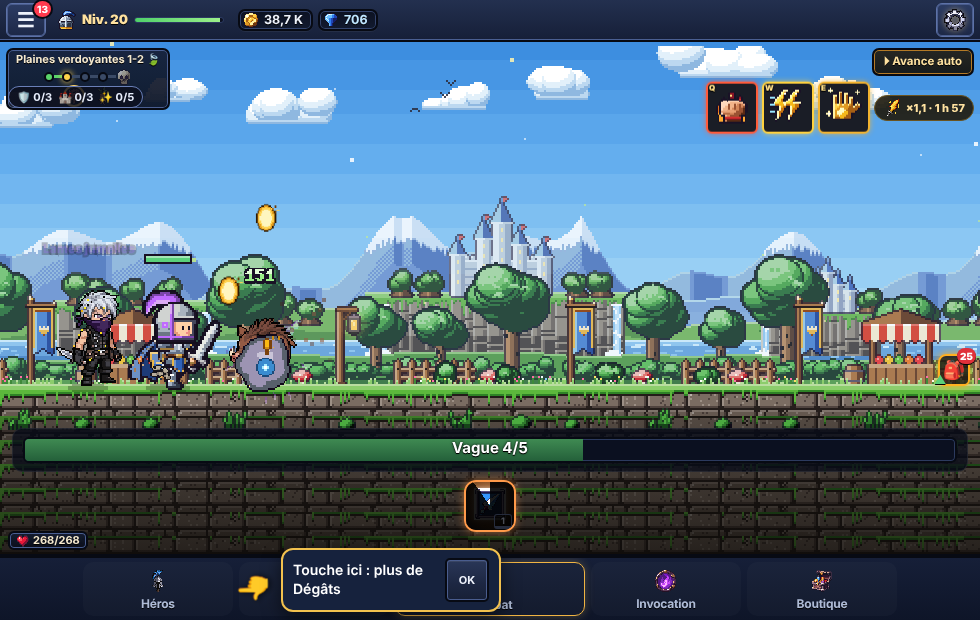 13
Niv. 20
38,7 K
706
Plaines verdoyantes 1-2
0/3
0/3
0/5
Avance auto
Q
W
E
×1,1 · 1 h 57
151
25
Vague 4/5
1
268/268
Touche ici : plus de
Dégâts
OK
Héros
Invocation
Boutique